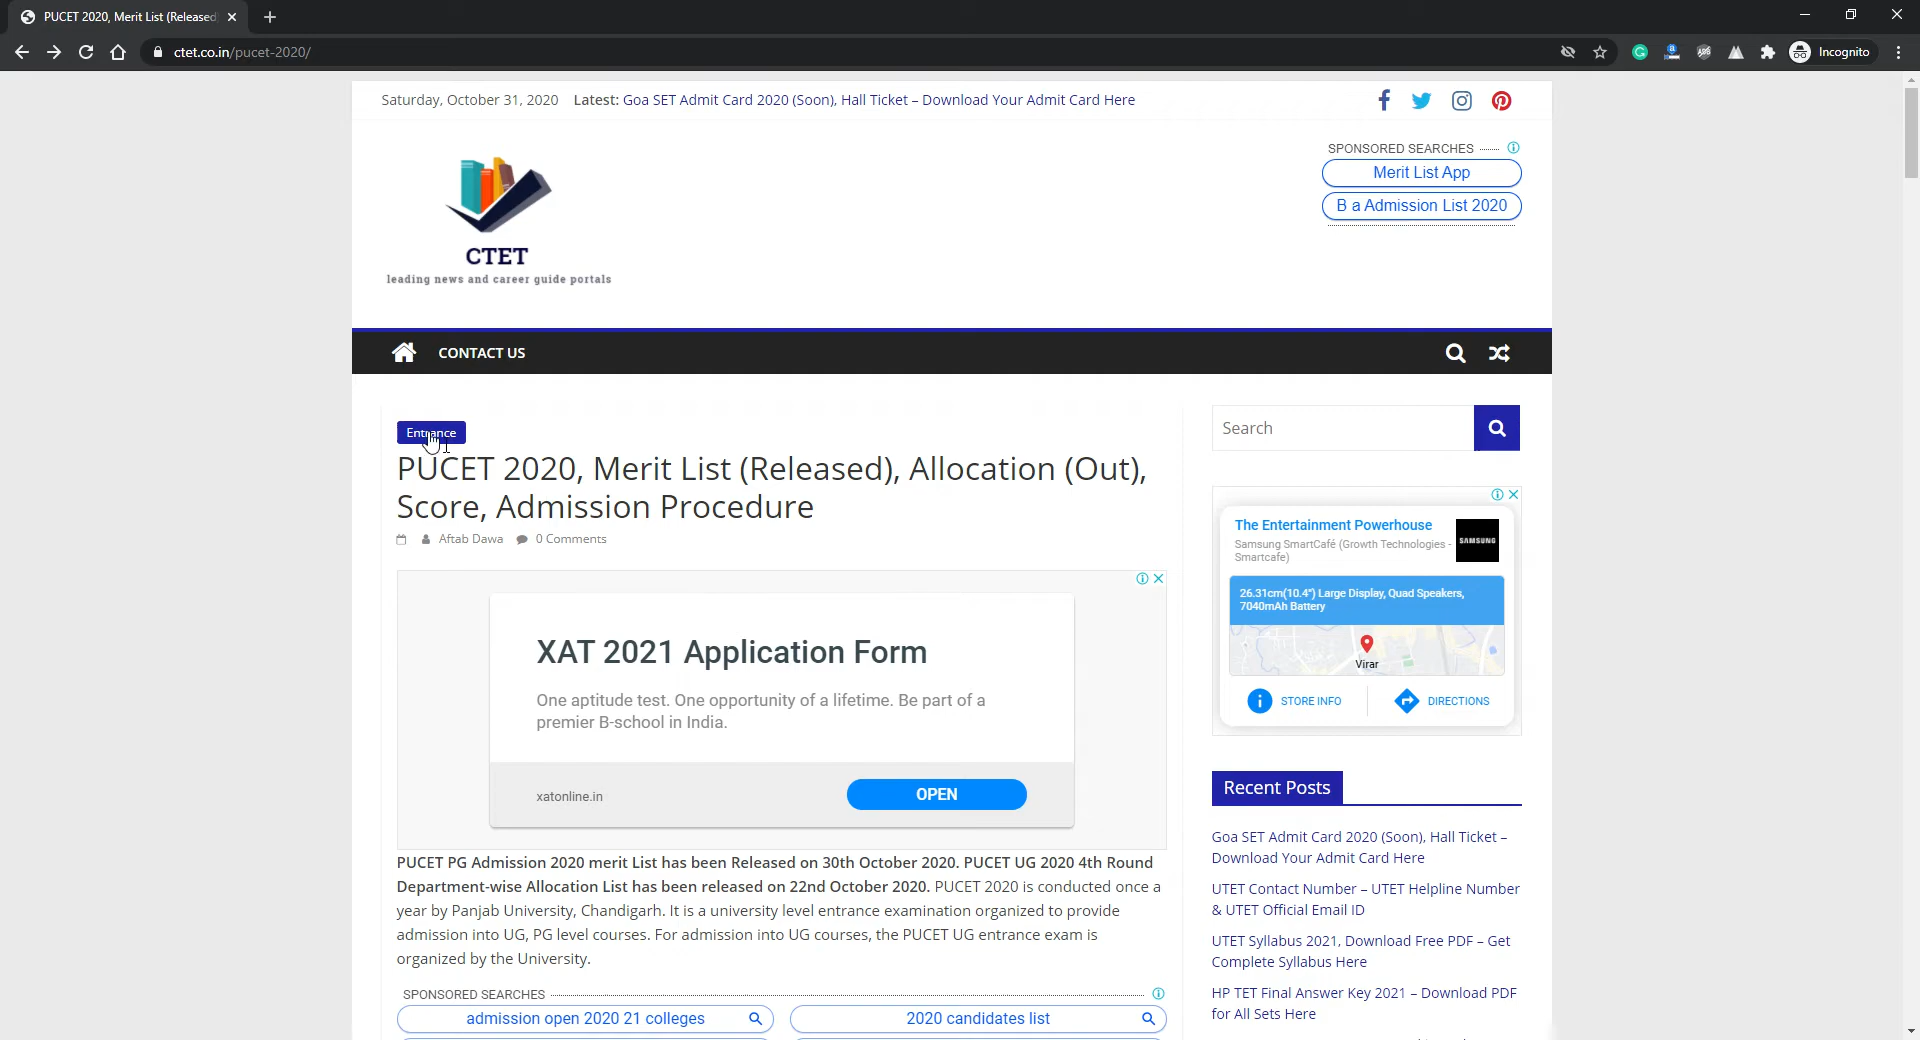 PUCET 2020, Merit List (Released)
ctet.co.in/pucet-2020/
Incognito
Saturday, October 31, 2020 Latest: Goa SET Admit Card 2020 (Soon), Hall Ticket – Download Your Admit Card Here
SPONSORED SEARCHES
Merit List App
B a Admission List 2020
CTET
leading news and career guide portals
CONTACT US
Entrance
PUCET 2020, Merit List (Released), Allocation (Out),
Score, Admission Procedure
Aftab Dawa 0 Comments
XAT 2021 Application Form
One aptitude test. One opportunity of a lifetime. Be part of a
premier B-school in India.
xatonline.in
OPEN
PUCET PG Admission 2020 merit List has been Released on 30th October 2020. PUCET UG 2020 4th Round
Department-wise Allocation List has been released on 22nd October 2020. PUCET 2020 is conducted once a
year by Panjab University, Chandigarh. It is a university level entrance examination organized to provide
admission into UG, PG level courses. For admission into UG courses, the PUCET UG entrance exam is
organized by the University.
SPONSORED SEARCHES
admission open 2020 21 colleges
2020 candidates list
Search
The Entertainment Powerhouse
Samsung SmartCafé (Growth Technologies -
Smartcafe)
SAMSUNG
26.31cm(10.4") Large Display, Quad Speakers,
7040mAh Battery
Virar
STORE INFO
DIRECTIONS
Recent Posts
Goa SET Admit Card 2020 (Soon), Hall Ticket –
Download Your Admit Card Here
UTET Contact Number – UTET Helpline Number
& UTET Official Email ID
UTET Syllabus 2021, Download Free PDF – Get
Complete Syllabus Here
HP TET Final Answer Key 2021 – Download PDF
for All Sets Here